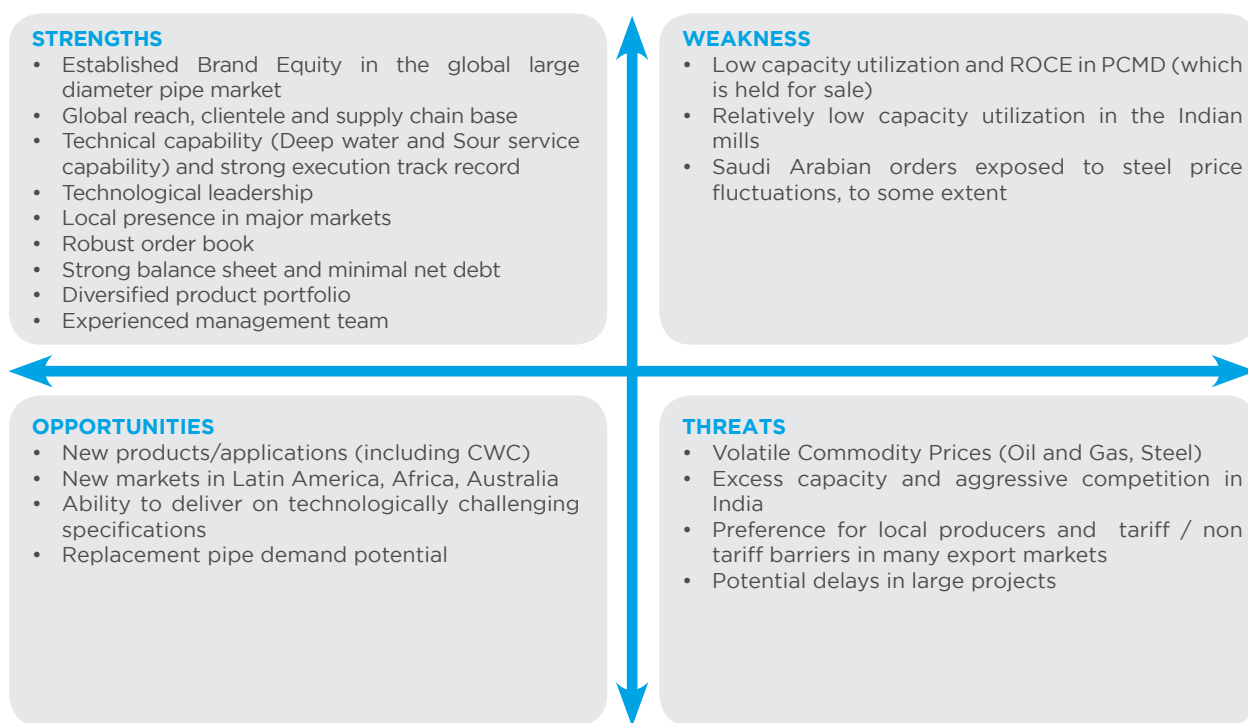 STRENGTHS
• Established Brand Equity in the global large
diameter pipe market
• Global reach, clientele and supply chain base
• Technical capability (Deep water and Sour service
capability) and strong execution track record
• Technological leadership
• Local presence in major markets
• Robust order book
• Strong balance sheet and minimal net debt
• Diversified product portfolio
• Experienced management team
WEAKNESS
• Low capacity utilization and ROCE in PCMD (which
is held for sale)
• Relatively low capacity utilization in the Indian
mills
• Saudi Arabian orders exposed to steel price
fluctuations, to some extent
OPPORTUNITIES
• New products/applications (including CWC)
• New markets in Latin America, Africa, Australia
• Ability to deliver on technologically challenging
specifications
• Replacement pipe demand potential
THREATS
• Volatile Commodity Prices (Oil and Gas, Steel)
• Excess capacity and aggressive competition in
India
• Preference for local producers and tariff / non
tariff barriers in many export markets
• Potential delays in large projects